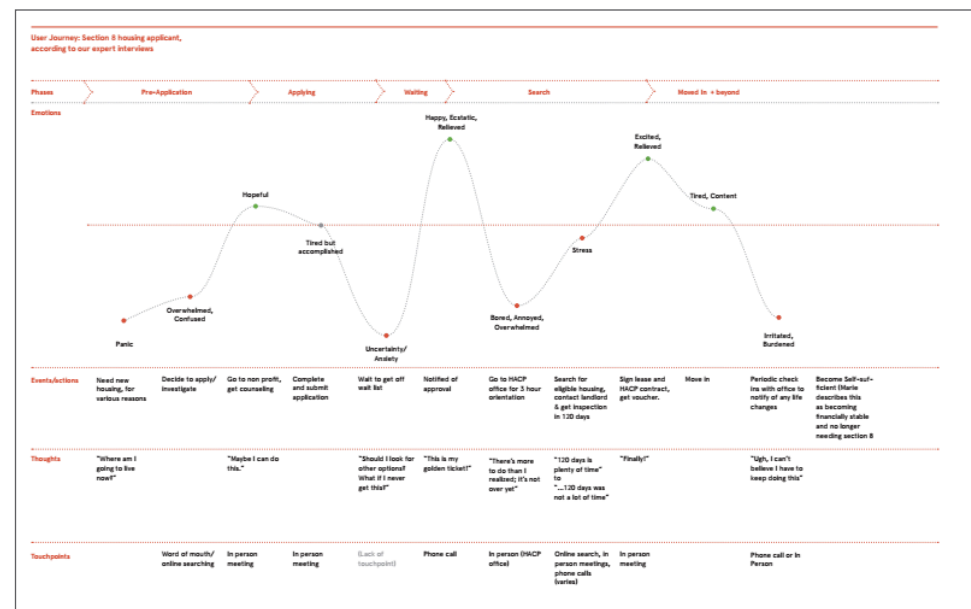 User Journey: Section 8 housing applicant,
according to our expert interviews
Phases
Pre-Application
Applying
Waiting
Search
Moved In + beyond
Emotions
Happy, Ecstatic,
Relieved
Excited,
Relieved
Hopeful
Tired, Content
Tired but
accomplished
Stress
Overwhelmed,
Confused
Bored, Annoyed,
Overwhelmed
Panic
Uncertainty/
Anxiety
Irritated,
Burdened
Events/actions
Need new
housing, for
various reasons
Decide to apply/
investigate
Go to non profit,
get counseling
Complete
and submit
application
Wait to get off
wait list
Notified of
approval
Go to HACP
office for 3 hour
orientation
Search for
eligible housing,
contact landlord
& get inspection
in 120 days
Sign lease and
HACP contract,
get voucher.
Move in
Periodic check
ins with office to
notify of any life
changes
Become Self-suf-
ficient (Marie
describes this
as becoming
financially stable
and no longer
needing section 8
Thoughts
"Where am I
going to live
now?"
"Maybe I can do
this."
"Should I look for
other options?
What if I never
get this?"
"This is my
golden ticket!"
"There's more
to do than I
realized; it's not
over yet"
"120 days is
plenty of time"
to
"...120 days was
not a lot of time"
"Finally!"
"Ugh, I can't
believe I have to
keep doing this"
Touchpoints
Word of mouth/
online searching
In person
meeting
In person
meeting
(Lack of
touchpoint)
Phone call
In person (HACP
office)
Online search, in
person meetings,
phone calls
(varies)
In person
meeting
Phone call or In
Person